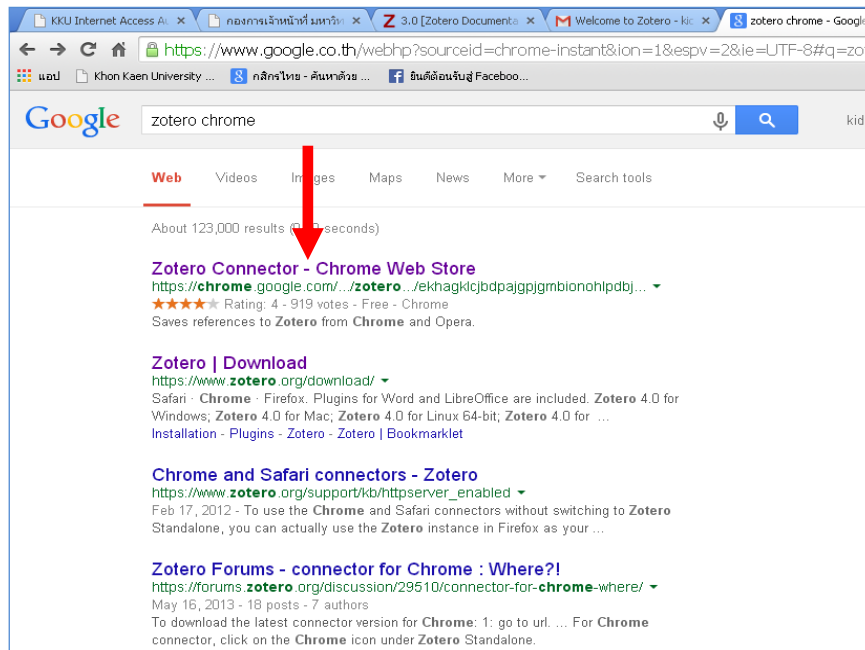 KKU Internet Access Au
กองการเจ้าหน้าที่ มหาวิท
Z 3.0 [Zotero Documenta
Welcome to Zotero - kid
zotero chrome - Google
https://www.google.co.th/webhp?sourceid=chrome-instant&ion=1&espv=2&ie=UTF-8#q=zo
แอป Khon Kaen University ... กสิกรไทย - ค้นหาด้วย ... ยินดีต้อนรับสู่ Faceboo...
Google zotero chrome kid
Web Videos Images Maps News More Search tools
About 123,000 results seconds)
Zotero Connector - Chrome Web Store
https://chrome.google.com/.../zotero.../ekhagklcjbdpajgpjgmbionohlpdbj...
Rating: 4 - 919 votes - Free - Chrome
Saves references to Zotero from Chrome and Opera.
Zotero | Download
https://www.zotero.org/download/
Safari · Chrome · Firefox. Plugins for Word and LibreOffice are included. Zotero 4.0 for
Windows; Zotero 4.0 for Mac; Zotero 4.0 for Linux 64-bit; Zotero 4.0 for ...
Installation - Plugins - Zotero - Zotero | Bookmarklet
Chrome and Safari connectors - Zotero
https://www.zotero.org/support/kb/httpserver_enabled
Feb 17, 2012 - To use the Chrome and Safari connectors without switching to Zotero
Standalone, you can actually use the Zotero instance in Firefox as your ...
Zotero Forums - connector for Chrome : Where?!
https://forums.zotero.org/discussion/29510/connector-for-chrome-where/
May 16, 2013 - 18 posts - 7 authors
To download the latest connector version for Chrome: 1: go to url. ... For Chrome
connector, click on the Chrome icon under Zotero Standalone.